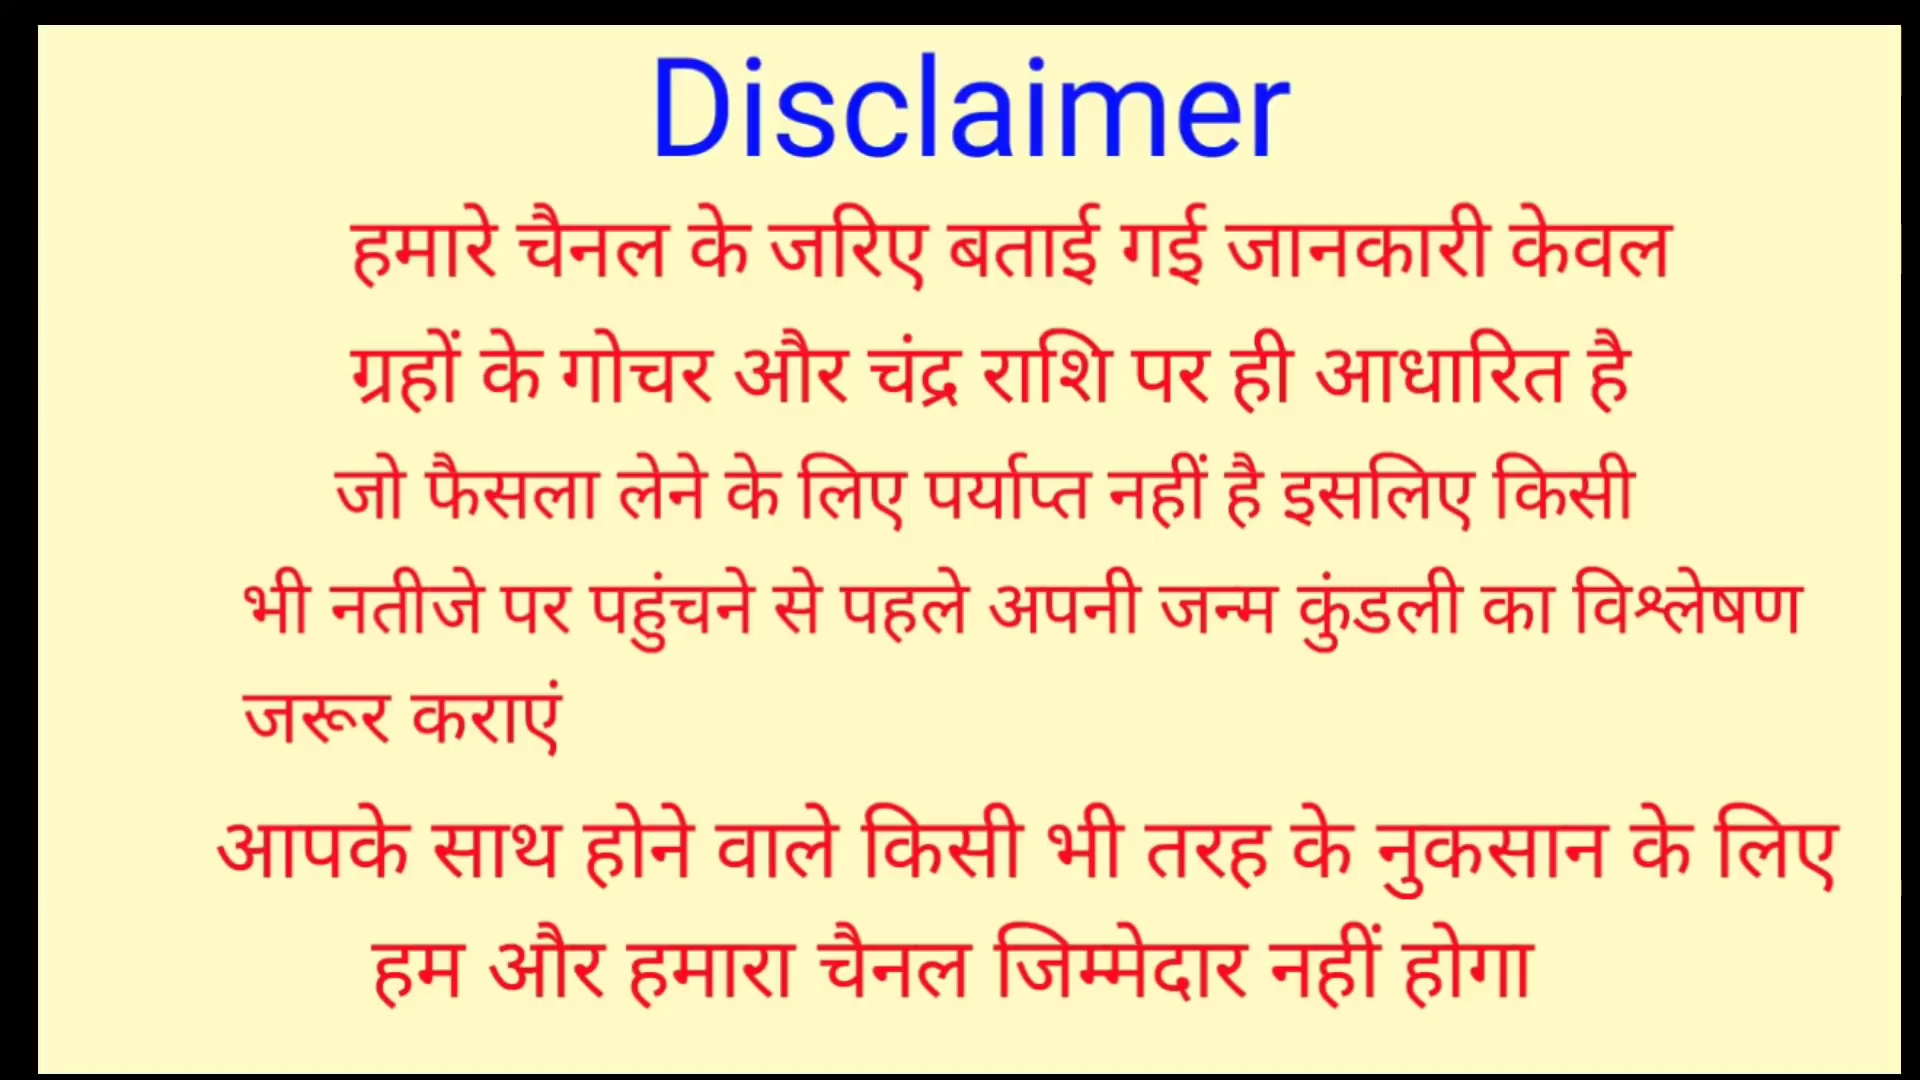 Disclaimer
हमारे चैनल के जरिए बताई गई जानकारी केवल
ग्रहों के गोचर और चंद्र राशि पर ही आधारित है
जो फैसला लेने के लिए पर्याप्त नहीं है इसलिए किसी
भी नतीजे पर पहुंचने से पहले अपनी जन्म कुंडली का विश्लेषण
जरूर कराएं
आपके साथ होने वाले किसी भी तरह के नुकसान के लिए
हम और हमारा चैनल जिम्मेदार नहीं होगा